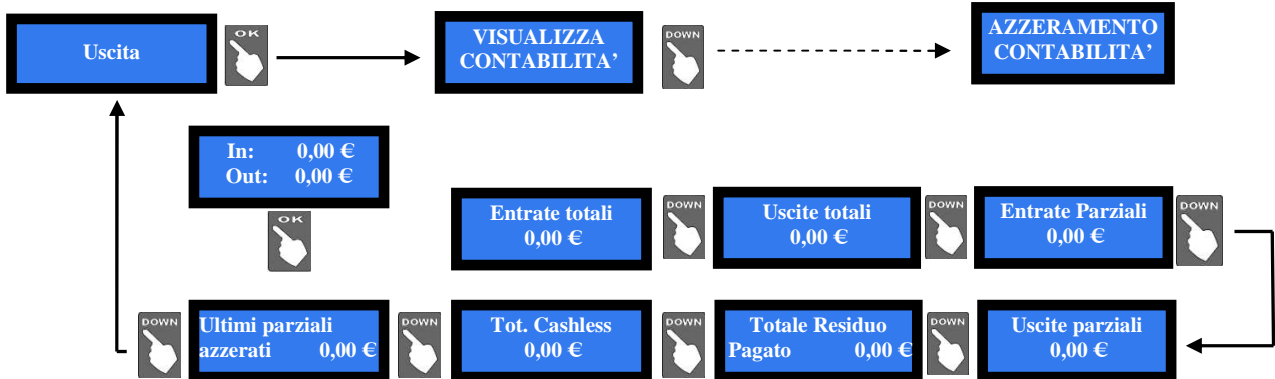 Uscita
OK
VISUALIZZA
CONTABILITA’
DOWN
AZZERAMENTO
CONTABILITA’
In: 0,00 €
Out: 0,00 €
OK
Entrate totali
0,00 €
DOWN
Uscite totali
0,00 €
DOWN
Entrate Parziali
0,00 €
DOWN
DOWN
Ultimi parziali
azzerati 0,00 €
DOWN
Tot. Cashless
0,00 €
DOWN
Totale Residuo
Pagato 0,00 €
DOWN
Uscite parziali
0,00 €